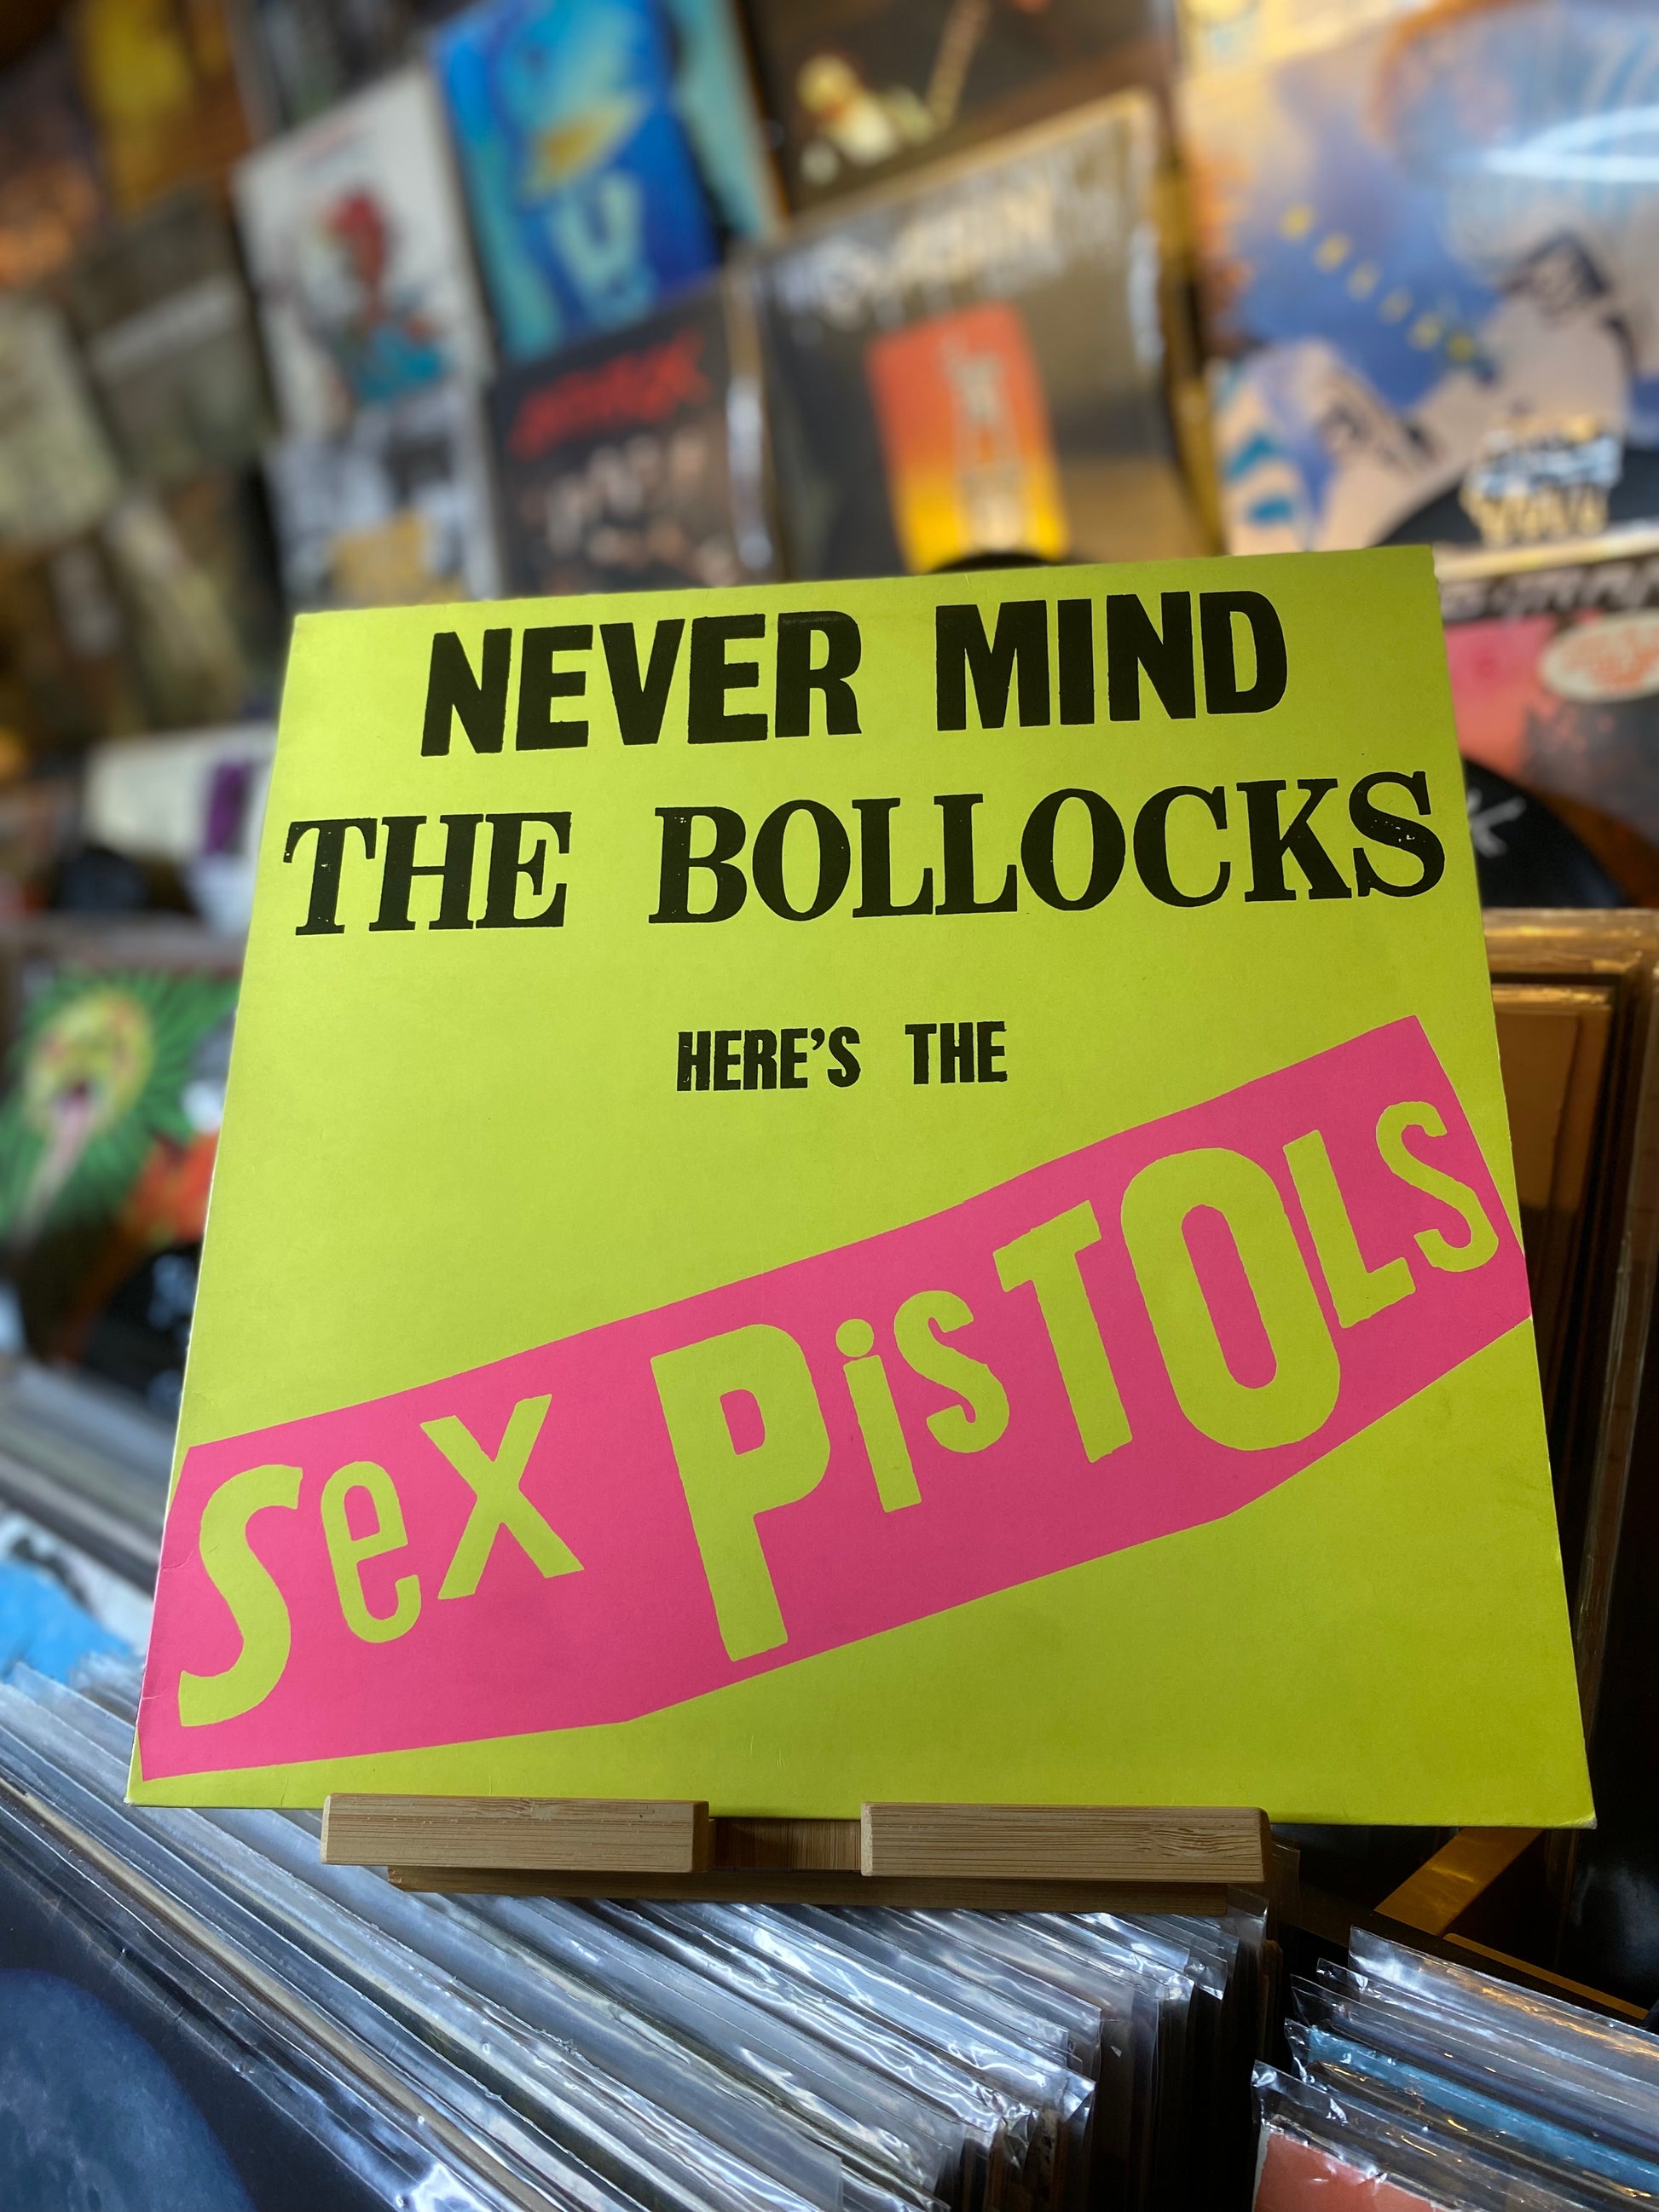 NEVER MIND
THE BOLLOCKS
HERE'S THE
Sex PiSTOLS